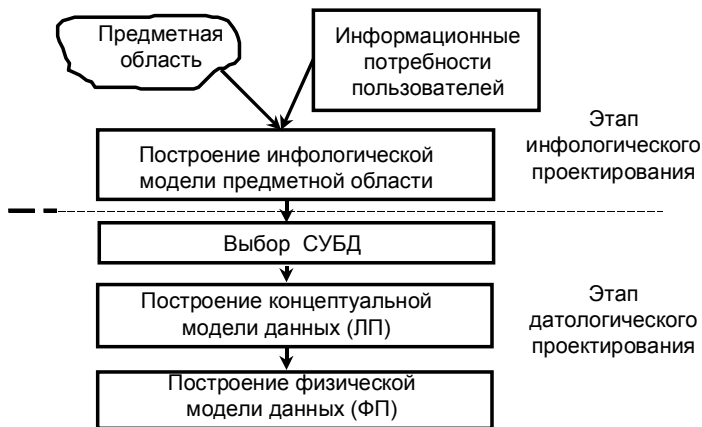 Предметная
область
Информационные
потребности
пользователей
Этап
инфологического
проектирования
Построение инфологической
модели предметной области
Выбор СУБД
Построение концептуальной
модели данных (ЛП)
Этап
датологического
проектирования
Построение физической
модели данных (ФП)